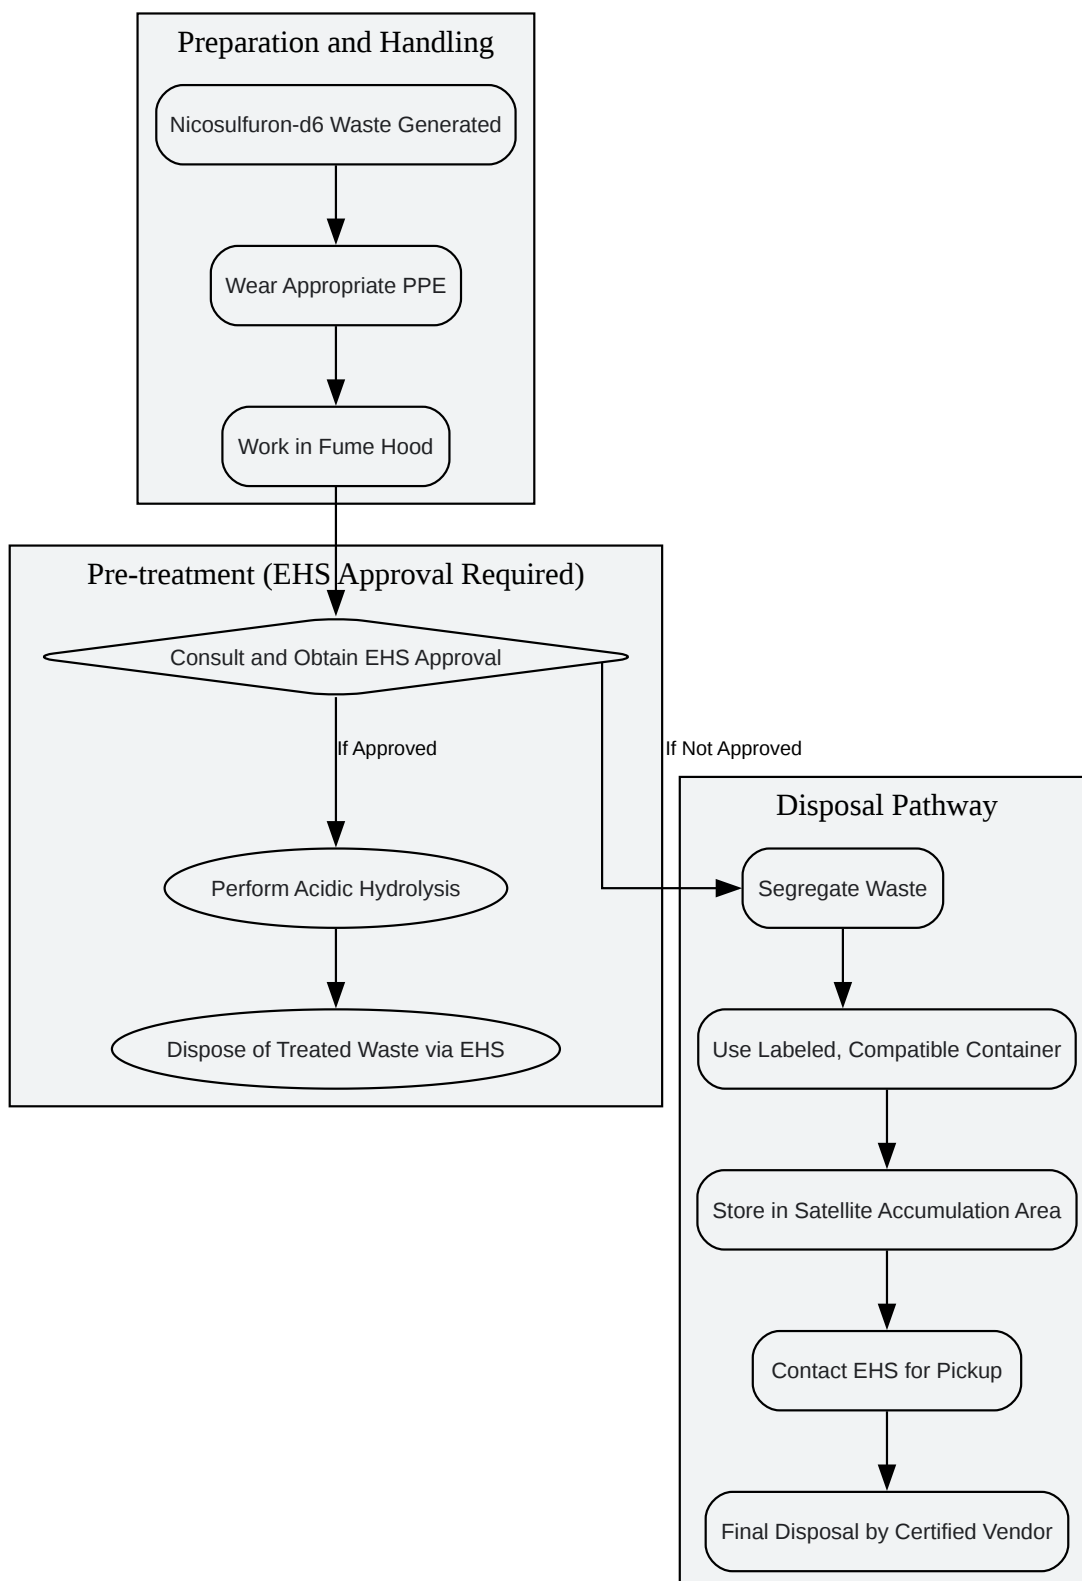 Preparation and Handling
Nicosulfuron-d6 Waste Generated
Wear Appropriate PPE
Work in Fume Hood
Pre-treatment (EHS Approval Required)
Consult and Obtain EHS Approval
If Approved
If Not Approved
Perform Acidic Hydrolysis
Dispose of Treated Waste via EHS
Disposal Pathway
Segregate Waste
Use Labeled, Compatible Container
Store in Satellite Accumulation Area
Contact EHS for Pickup
Final Disposal by Certified Vendor